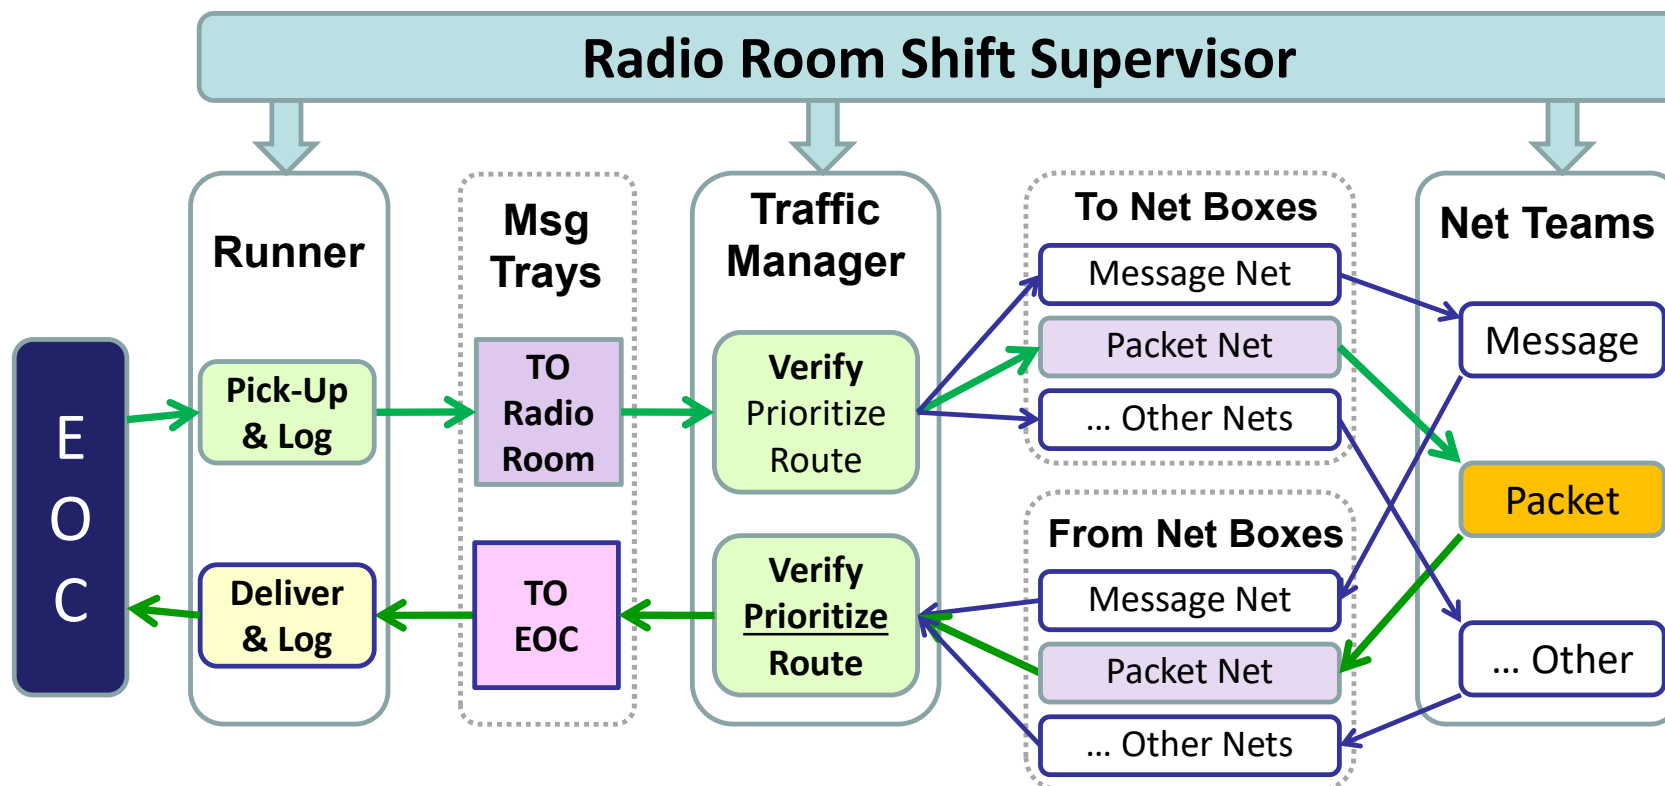 Radio Room Shift Supervisor
E
O
C
Runner
Pick-Up
& Log
Deliver
& Log
Msg
Trays
TO
Radio
Room
TO
EOC
Traffic
Manager
Verify
Prioritize
Route
Verify
Prioritize
Route
To Net Boxes
Message Net
Packet Net
... Other Nets
From Net Boxes
Message Net
Packet Net
... Other Nets
Net Teams
Message
Packet
... Other